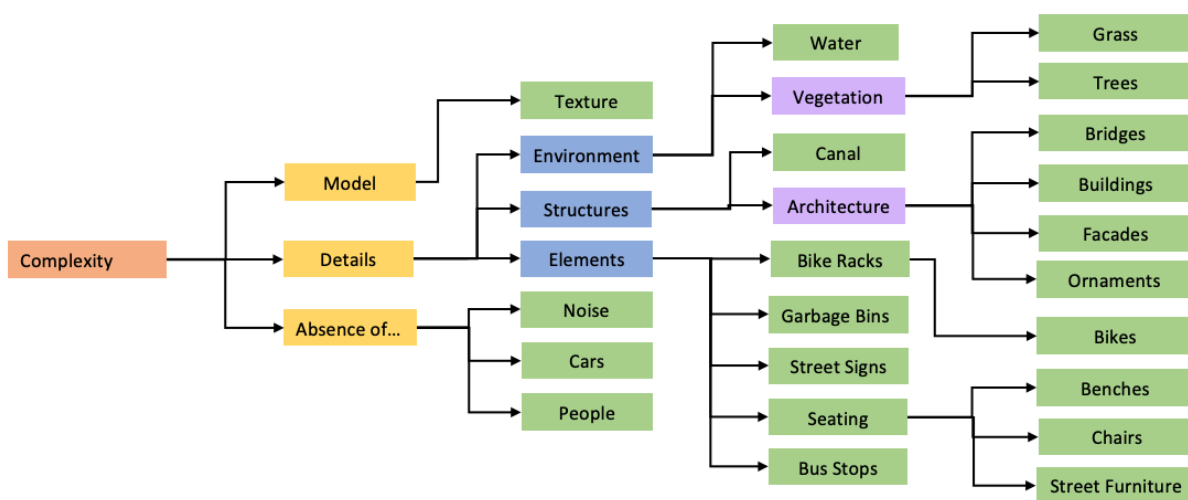 Complexity
Model
Details
Absence of...
Texture
Environment
Structures
Elements
Noise
Cars
People
Water
Vegetation
Canal
Architecture
Bike Racks
Garbage Bins
Street Signs
Seating
Bus Stops
Grass
Trees
Bridges
Buildings
Facades
Ornaments
Bikes
Benches
Chairs
Street Furniture